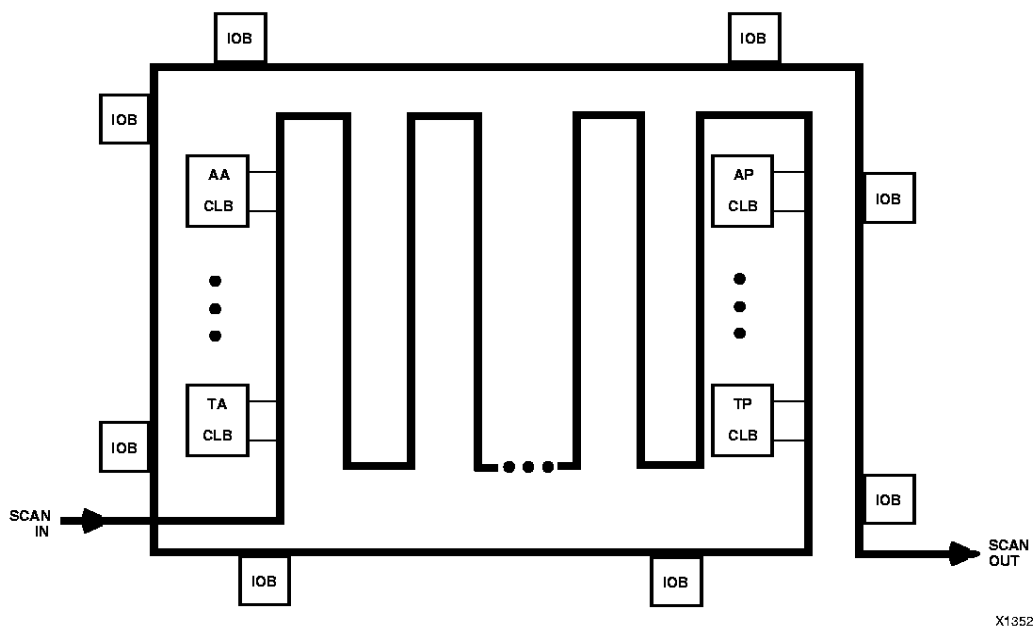 IOB
IOB
IOB
AA
CLB
AP
CLB
IOB
TA
CLB
TP
CLB
IOB
IOB
SCAN
IN
SCAN
OUT
IOB
IOB
X1352